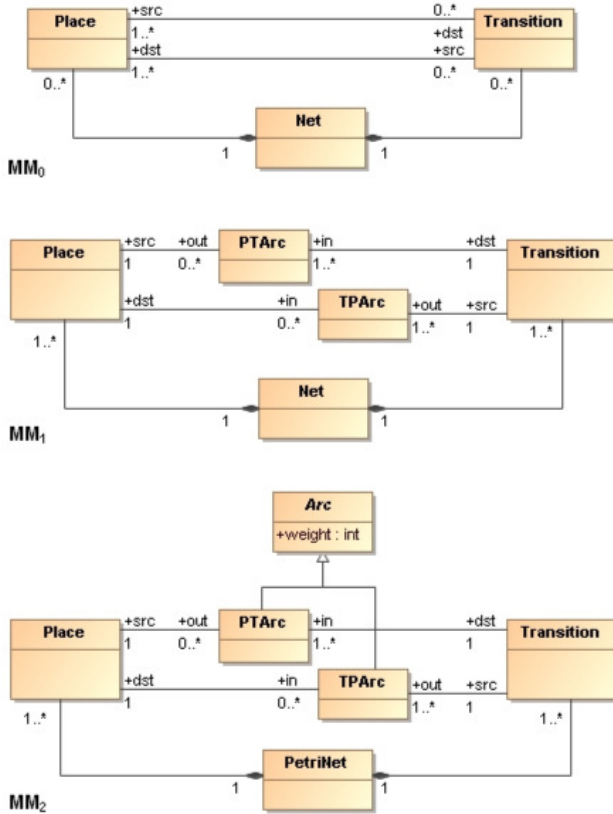 Place +src 0..* Transition
1..* +dst
+dst +src
1..* 0..*
0..* Net 0..*
1 1
MM0
Place +src +out PTArc +in +dst Transition
1 0..* 1..* 1
+dst +in TPArc +out +src
1 0..* 1..* 1
1..* Net 1..*
1 1
MM1
Arc
+weight : int
Place +src +out PTArc +in +dst Transition
1 0..* 1..* 1
+dst +in TPArc +out +src
1 0..* 1..* 1
1..* PetriNet 1..*
1 1
MM2